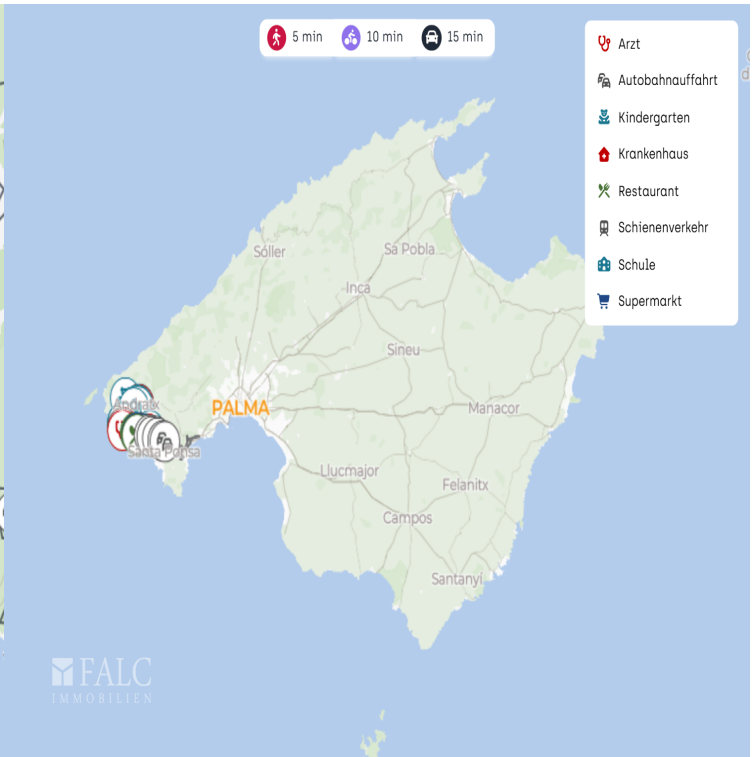 5 min
10 min
15 min
Arzt
Autobahnauffahrt
Kindergarten
Krankenhaus
Restaurant
Schienenverkehr
Schule
Supermarkt
Sóller
Sa Pobla
Inca
Sineu
Andratx
PALMA
Manacor
Santa Ponsa
Llucmajor
Felanitx
Campos
Santanyí
FALC
IMMOBILIEN